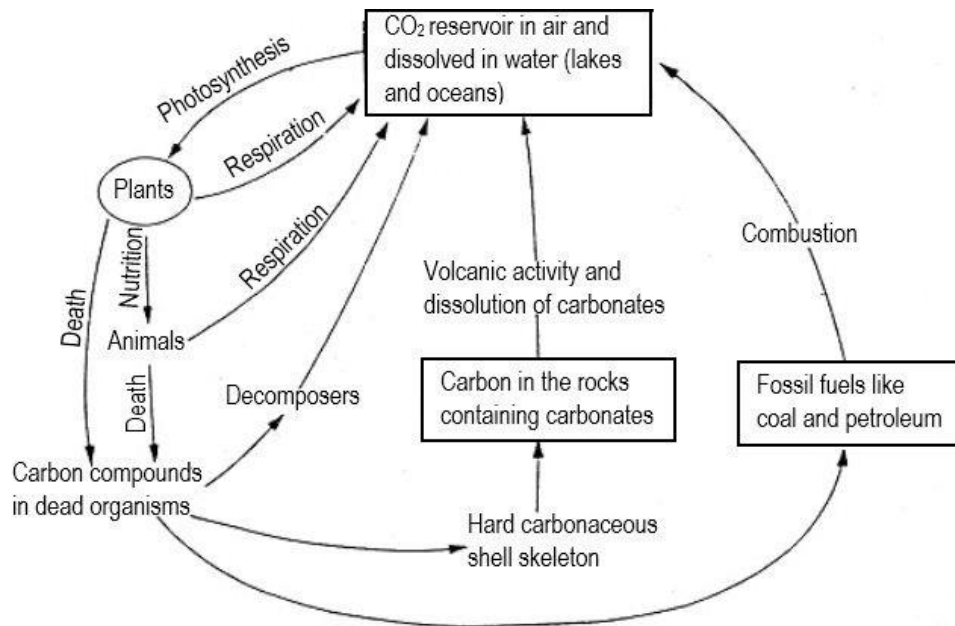 CO₂ reservoir in air and
dissolved in water (lakes
and oceans)
Photosynthesis
Respiration
Plants
Respiration
Nutrition
Death
Animals
Death
Decomposers
Carbon compounds
in dead organisms
Volcanic activity and
dissolution of carbonates
Carbon in the rocks
containing carbonates
Hard carbonaceous
shell skeleton
Combustion
Fossil fuels like
coal and petroleum